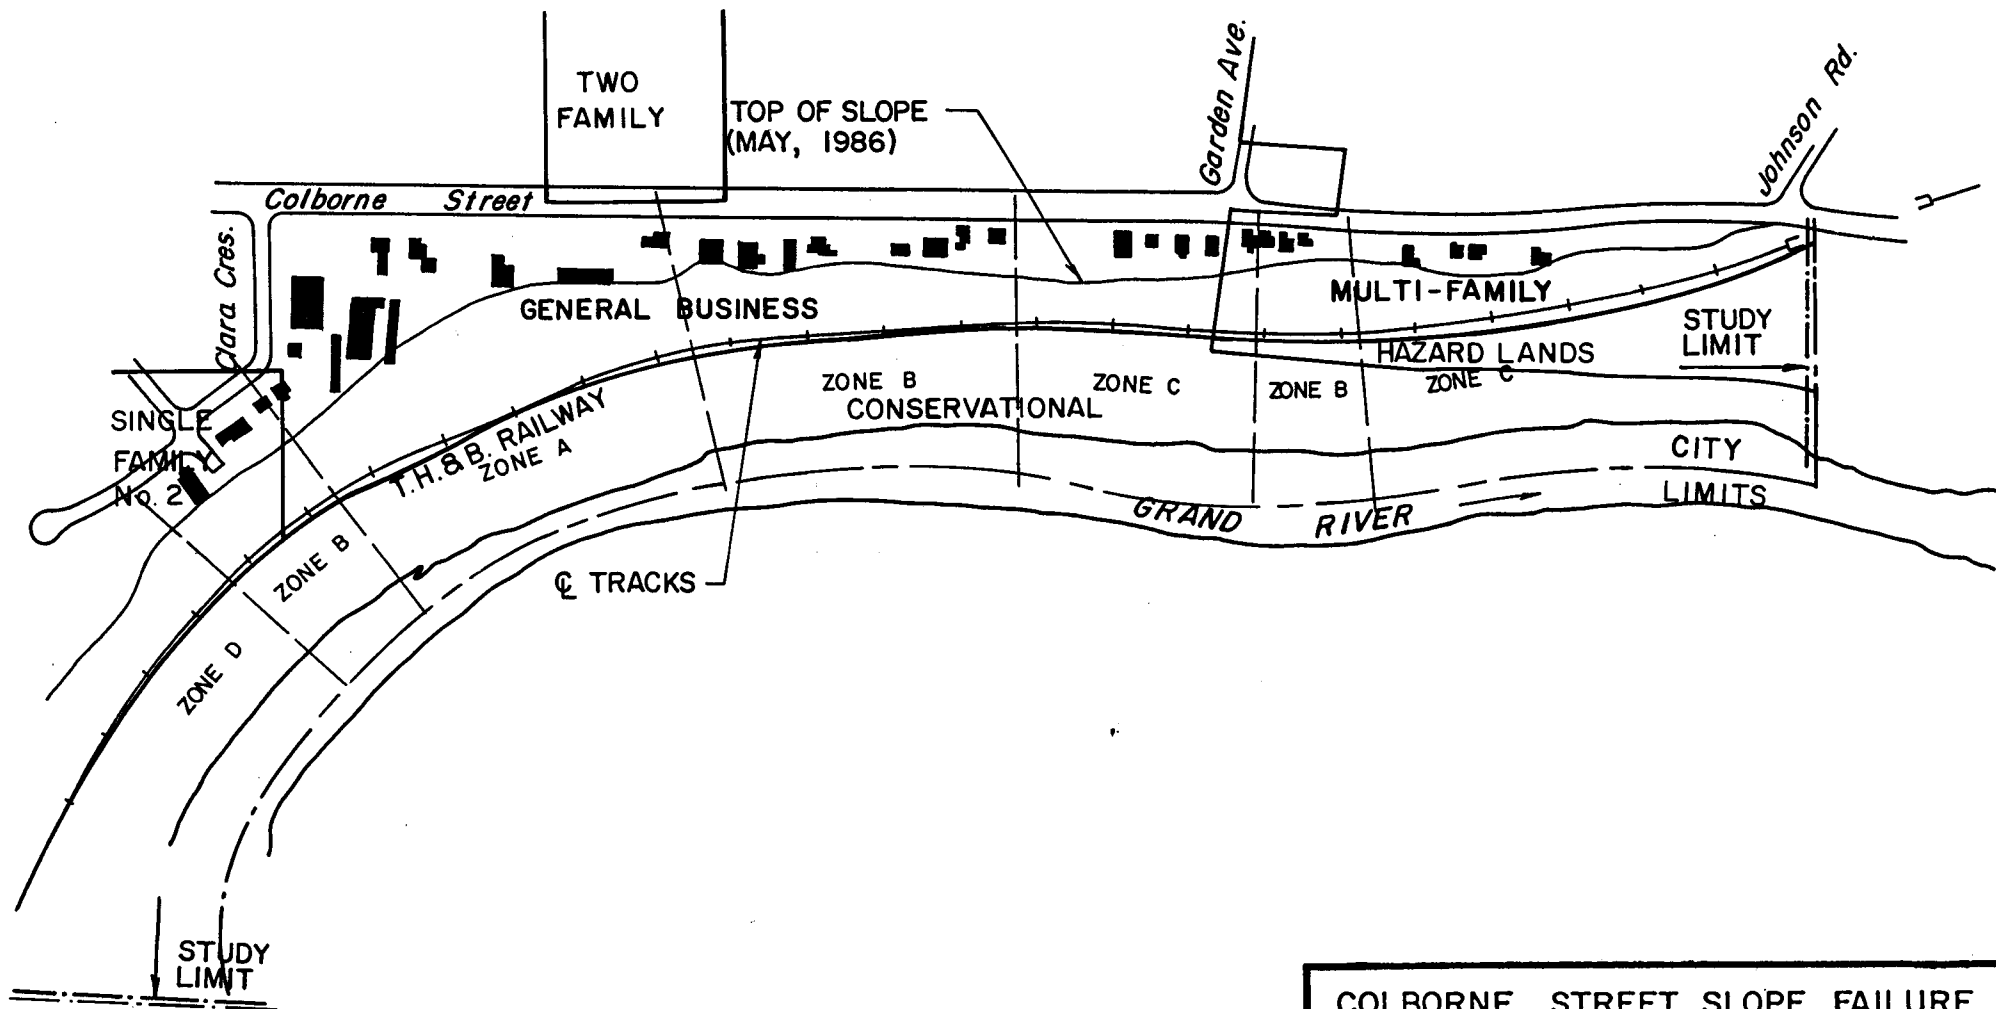 TWO
FAMILY
TOP OF SLOPE
(MAY, 1986)
Garden Ave.
Johnson Rd.
Colborne Street
Clara Cres.
GENERAL BUSINESS
MULTI-FAMILY
STUDY
LIMIT
HAZARD LANDS
ZONE B
ZONE C
ZONE B
ZONE C
CONSERVATIONAL
SINGLE
FAMILY
No. 2
T.H. & B. RAILWAY
ZONE A
CITY
LIMITS
GRAND RIVER
ZONE B
℄ TRACKS
ZONE D
STUDY
LIMIT
COLBORNE STREET SLOPE FAILURE